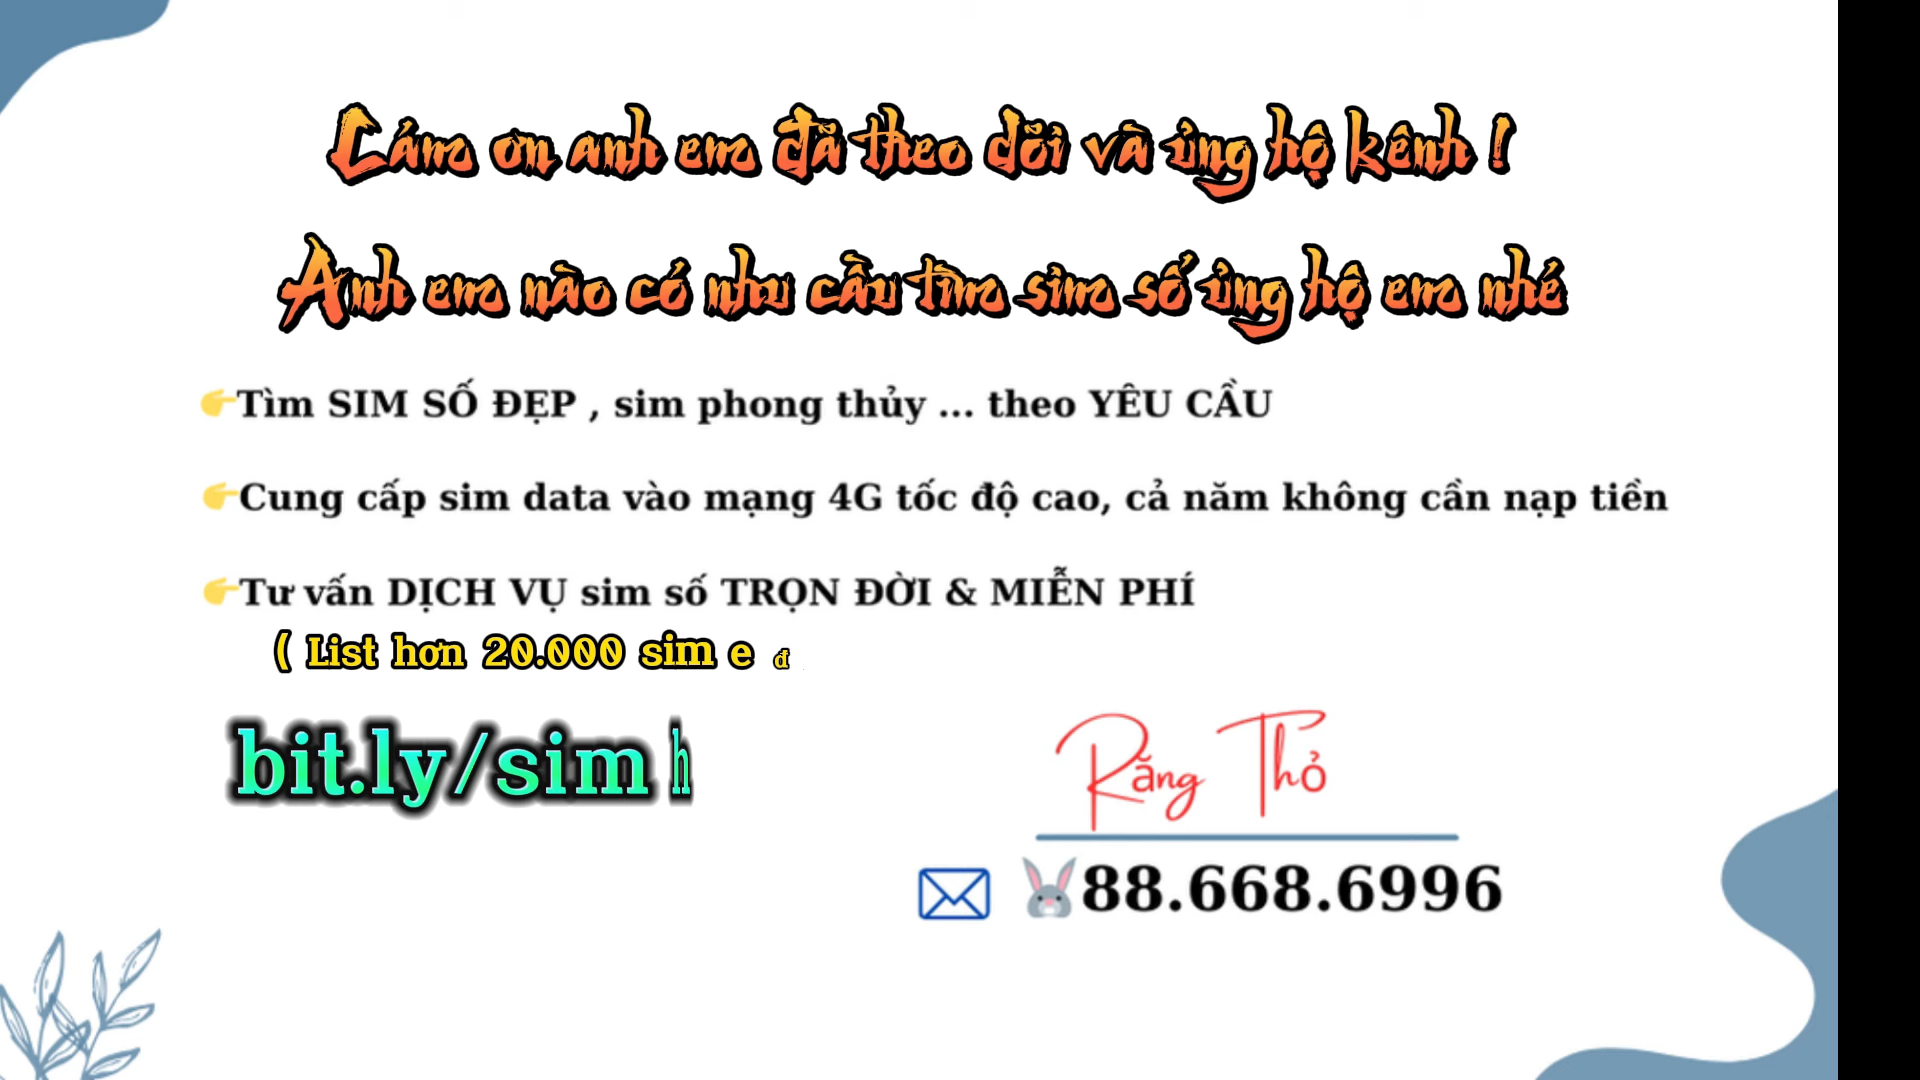 Cám ơn anh em đã theo dõi và ủng hộ kênh !
Anh em nào có nhu cầu tìm sim số ủng hộ em nhé
👉Tìm SIM SỐ ĐẸP , sim phong thủy ... theo YÊU CẦU
👉Cung cấp sim data vào mạng 4G tốc độ cao, cả năm không cần nạp tiền
👉Tư vấn DỊCH VỤ sim số TRỌN ĐỜI & MIỄN PHÍ
( List hơn 20.000 sim e đ
bit.ly/simh
Răng Thỏ
88.668.6996